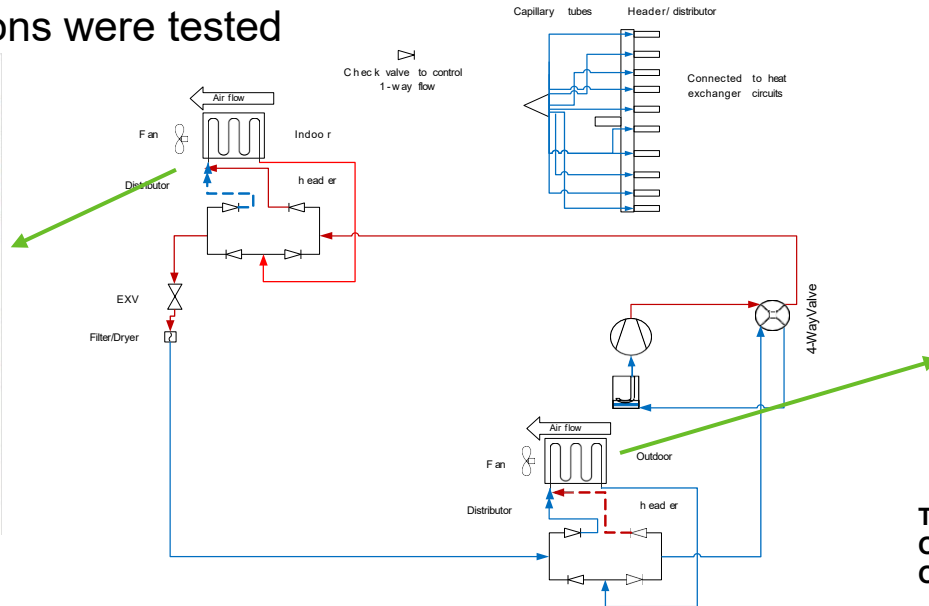 ons were tested
Capillary tubes
Header/ distributor
Check valve to control
1-way flow
Connected to heat
exchanger circuits
Air flow
Fan
Indoor
Distributor
header
EXV
Filter/Dryer
4-WayValve
Air flow
Fan
Outdoor
Distributor
header
T
C
C